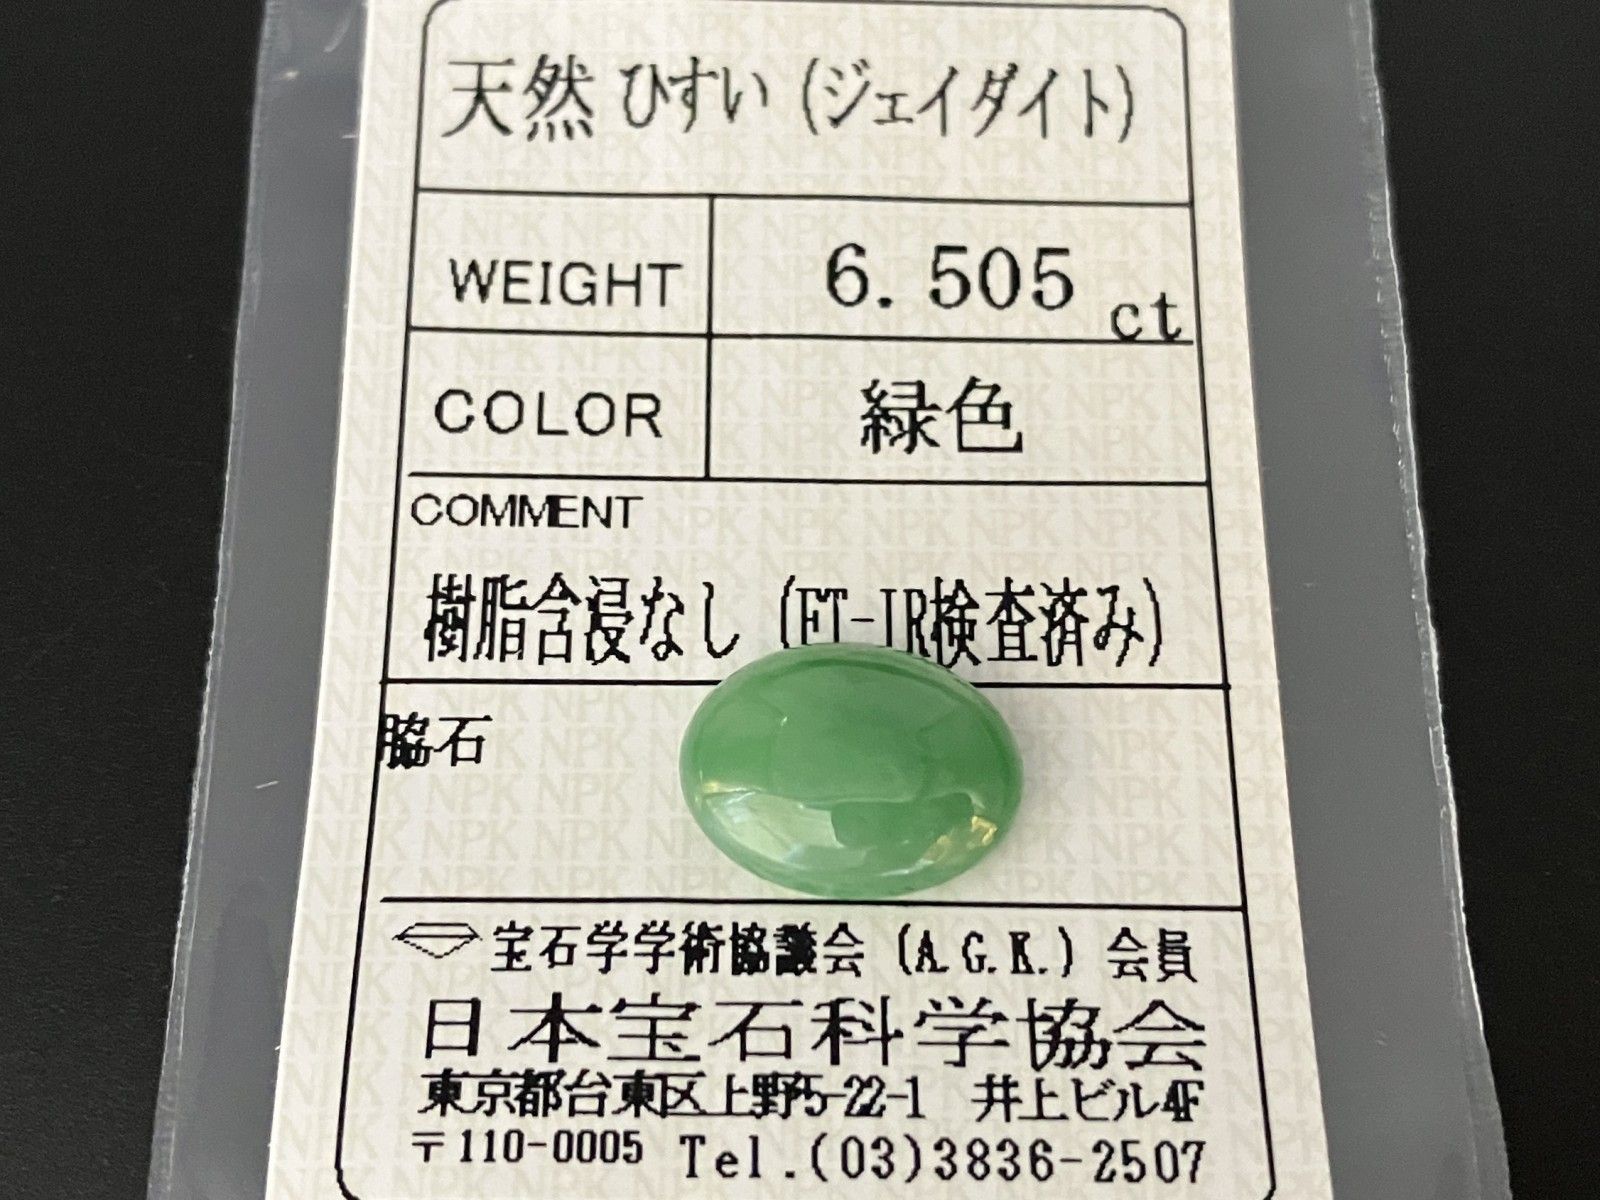 天然 ひすい (ジェイダイト)
WEIGHT 6.505 ct
COLOR 緑色
COMMENT
樹脂含浸なし (FT-IR検査済み)
脇石
宝石学学術協議会 (A.G.K.) 会員
日本宝石科学協会
東京都台東区上野5-22-1 井上ビル4F
〒110-0005 Tel.(03)3836-2507